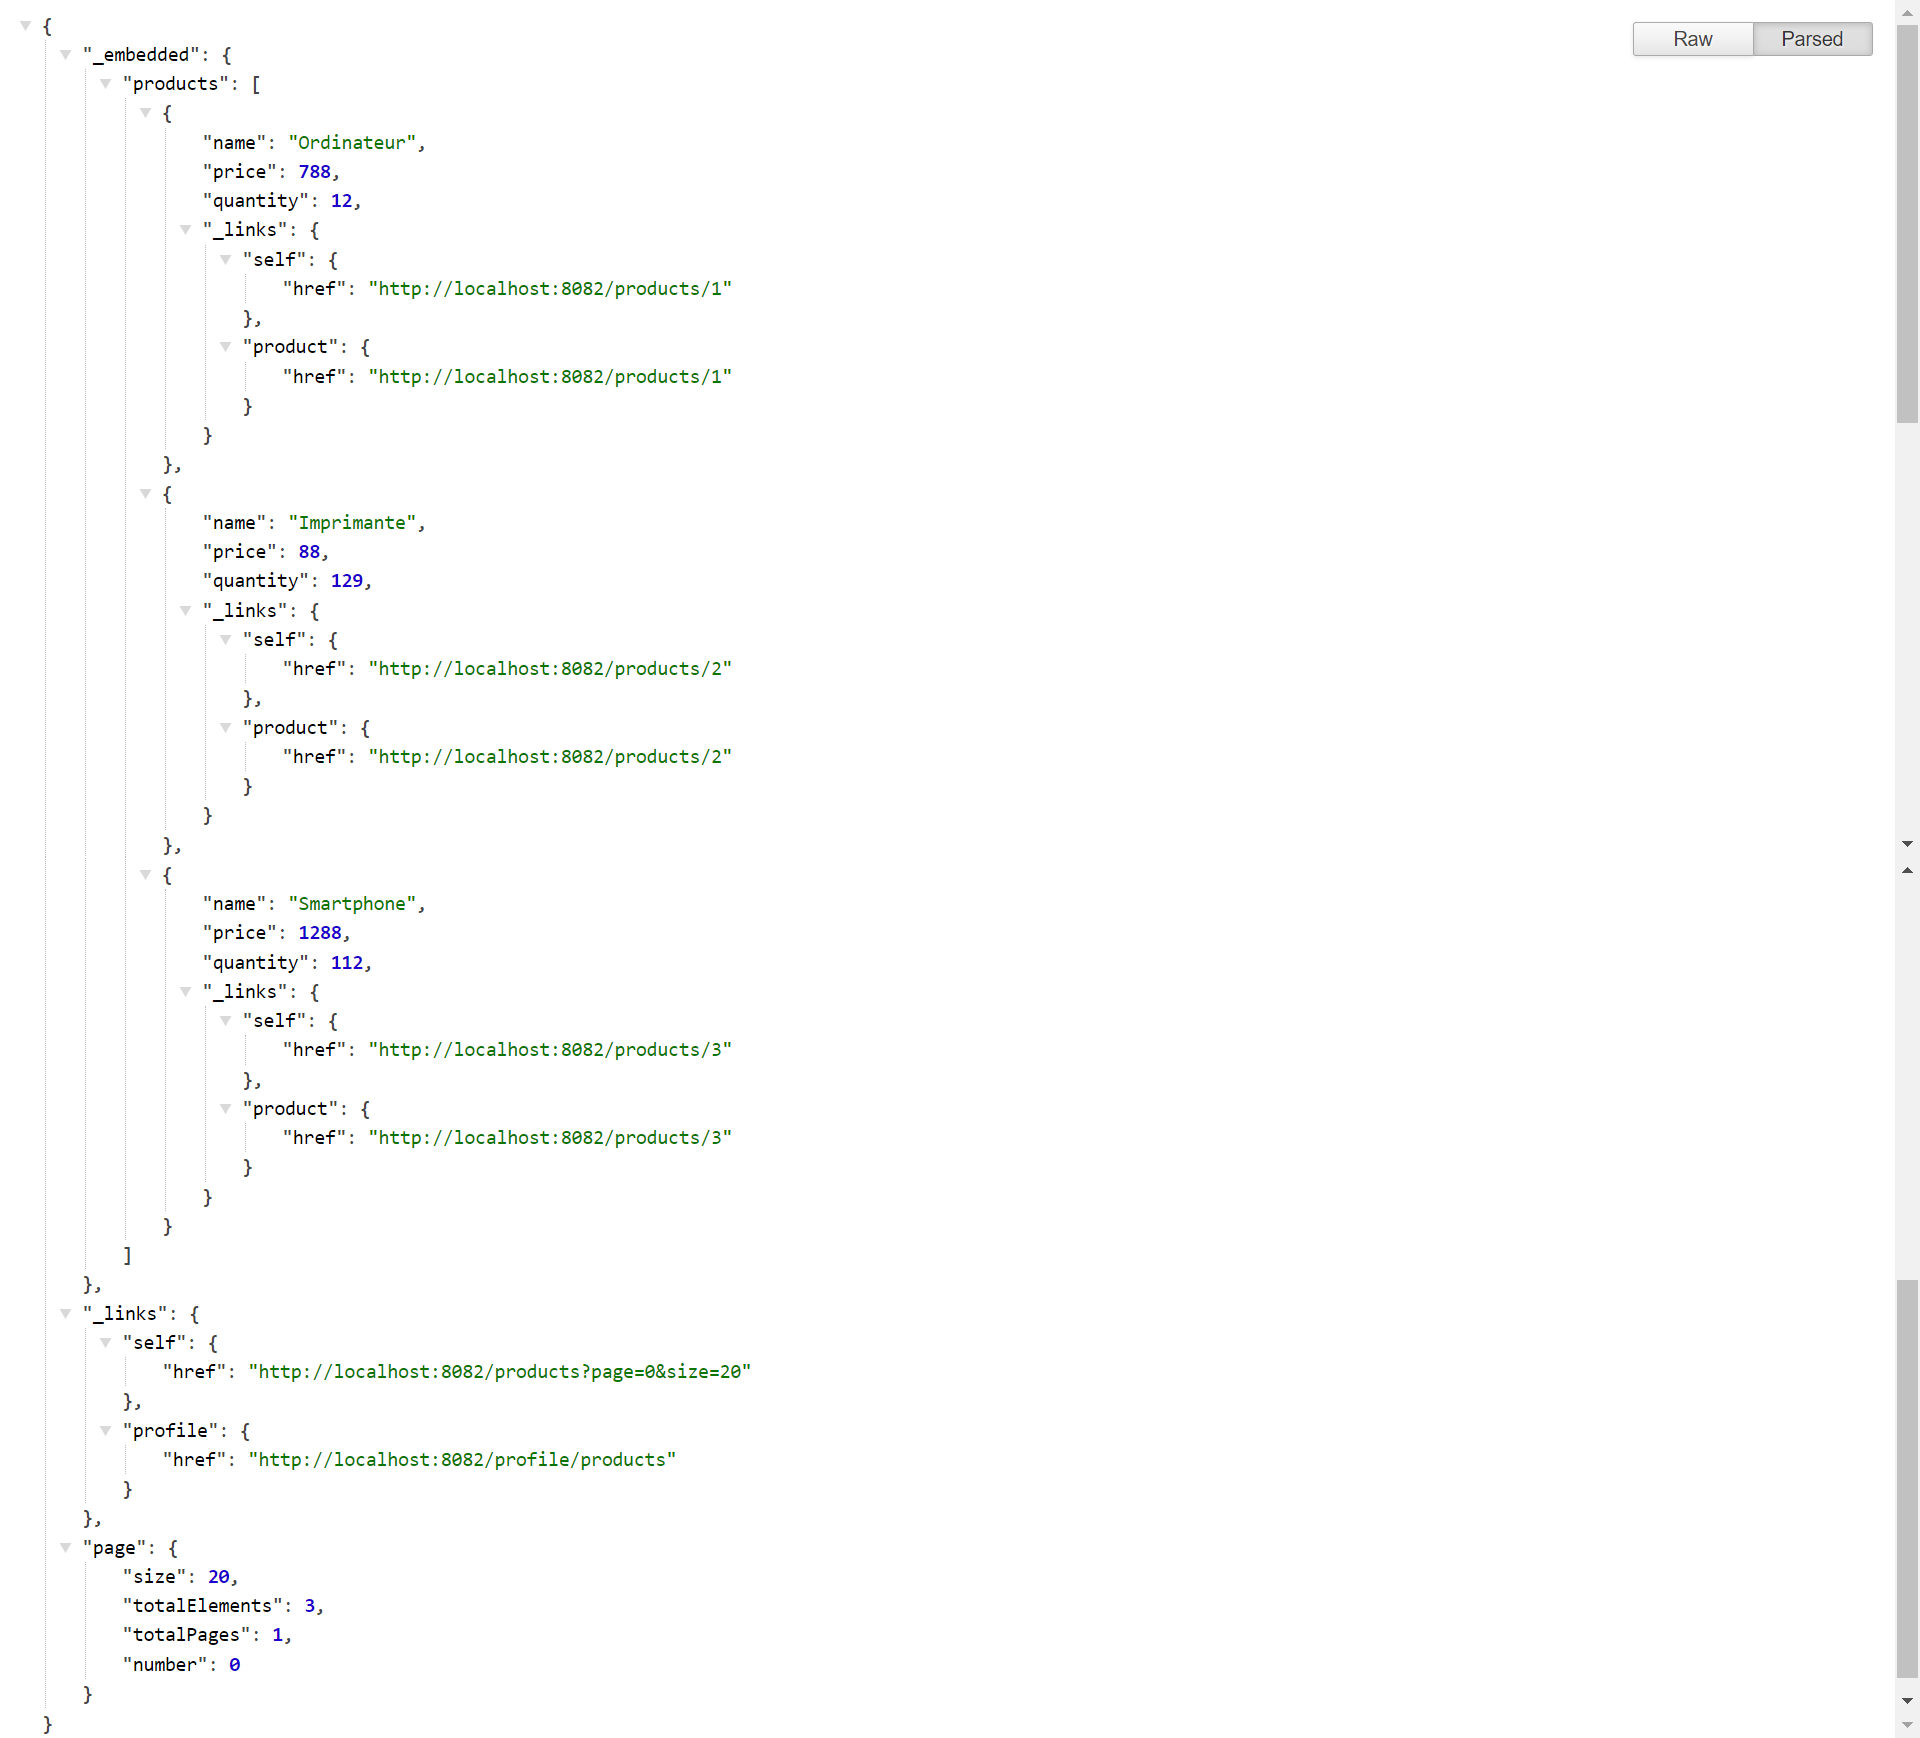 {
Raw Parsed
"_embedded": {
"products": [
{
"name": "Ordinateur",
"price": 788,
"quantity": 12,
"_links": {
"self": {
"href": "http://localhost:8082/products/1"
},
"product": {
"href": "http://localhost:8082/products/1"
}
}
},
{
"name": "Imprimante",
"price": 88,
"quantity": 129,
"_links": {
"self": {
"href": "http://localhost:8082/products/2"
},
"product": {
"href": "http://localhost:8082/products/2"
}
}
},
{
"name": "Smartphone",
"price": 1288,
"quantity": 112,
"_links": {
"self": {
"href": "http://localhost:8082/products/3"
},
"product": {
"href": "http://localhost:8082/products/3"
}
}
}
]
},
"_links": {
"self": {
"href": "http://localhost:8082/products?page=0&size=20"
},
"profile": {
"href": "http://localhost:8082/profile/products"
}
},
"page": {
"size": 20,
"totalElements": 3,
"totalPages": 1,
"number": 0
}
}